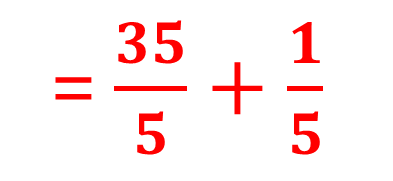 = 35/5 + 1/5